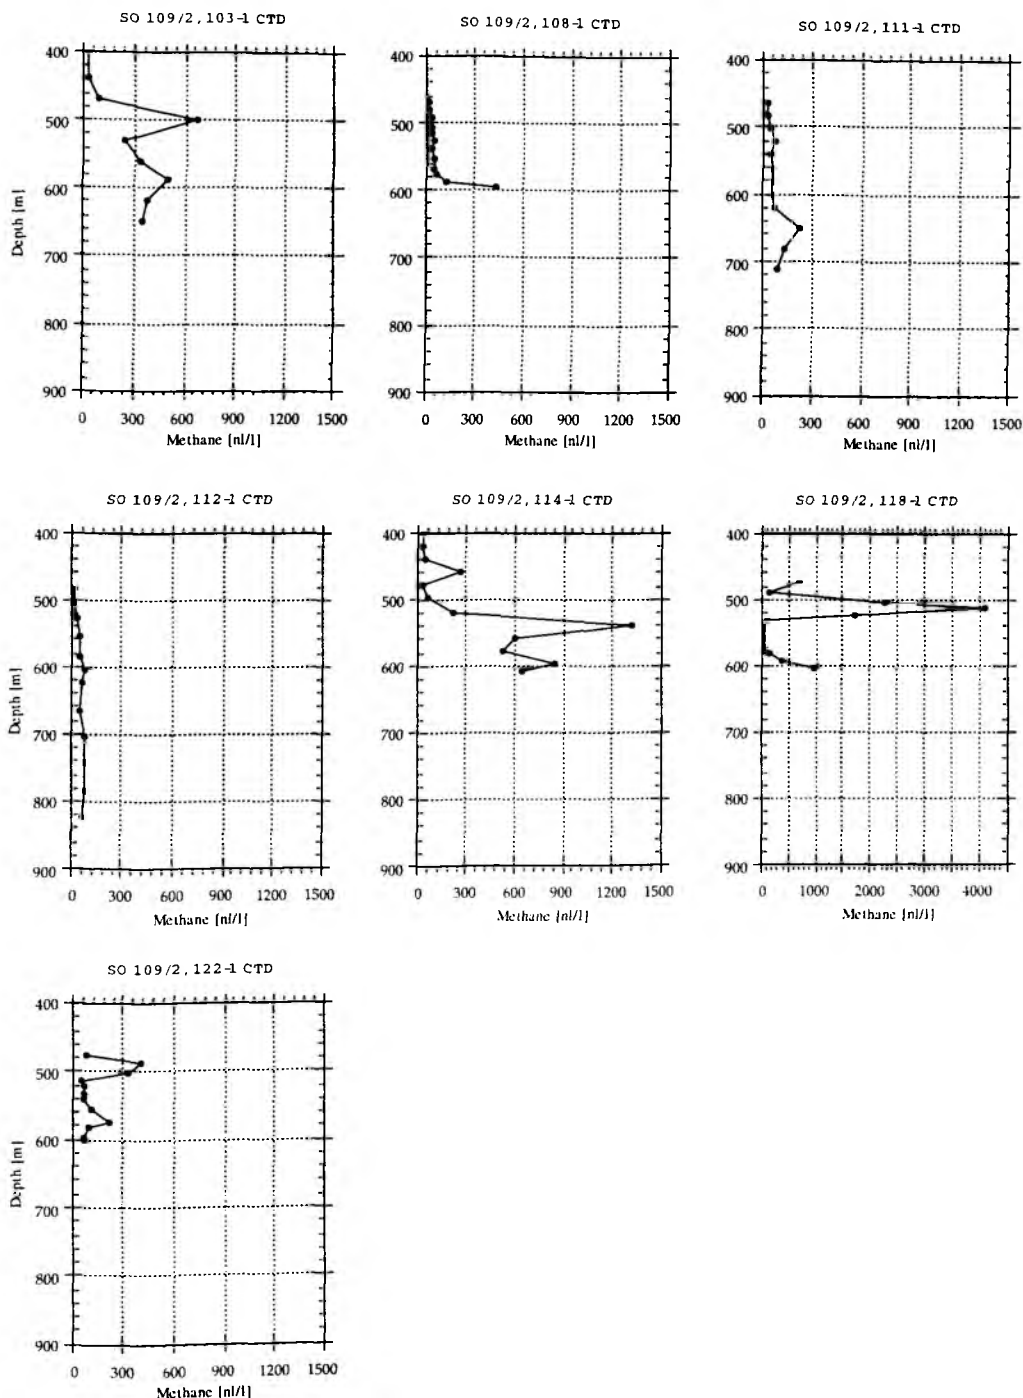 SO 109/2, 103-1 CTD
SO 109/2, 108-1 CTD
SO 109/2, 111-1 CTD
400
500
600
700
800
900
Depth [m]
0 300 600 900 1200 1500
Methane [nl/l]
400
500
600
700
800
900
0 300 600 900 1200 1500
Methane [nl/l]
400
500
600
700
800
900
0 300 600 900 1200 1500
Methane [nl/l]
SO 109/2, 112-1 CTD
SO 109/2, 114-1 CTD
SO 109/2, 118-1 CTD
400
500
600
700
800
900
Depth [m]
0 300 600 900 1200 1500
Methane [nl/l]
400
500
600
700
800
900
0 300 600 900 1200 1500
Methane [nl/l]
400
500
600
700
800
900
0 1000 2000 3000 4000
Methane [nl/l]
SO 109/2, 122-1 CTD
400
500
600
700
800
900
Depth [m]
0 300 600 900 1200 1500
Methane [nl/l]